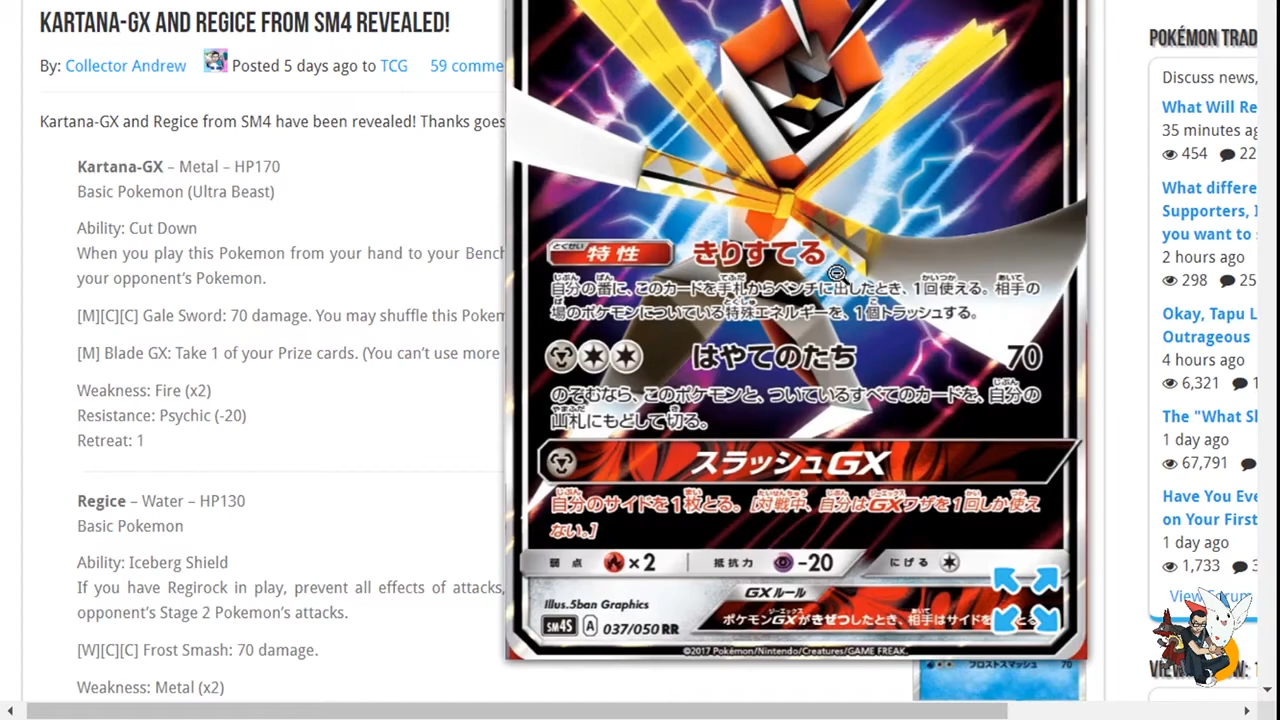 KARTANA-GX AND REGICE FROM SM4 REVEALED!
By: Collector Andrew Posted 5 days ago to TCG 59 comme
Kartana-GX and Regice from SM4 have been revealed! Thanks goes
Kartana-GX – Metal – HP170
Basic Pokemon (Ultra Beast)
Ability: Cut Down
When you play this Pokemon from your hand to your Bench
your opponent's Pokemon.
[M][C][C] Gale Sword: 70 damage. You may shuffle this Pokem
[M] Blade GX: Take 1 of your Prize cards. (You can't use more
Weakness: Fire (x2)
Resistance: Psychic (-20)
Retreat: 1
Regice – Water – HP130
Basic Pokemon
Ability: Iceberg Shield
If you have Regirock in play, prevent all effects of attacks,
opponent's Stage 2 Pokemon's attacks.
[W][C][C] Frost Smash: 70 damage.
Weakness: Metal (x2)
特性 きりすてる
自分の番に、このカードを手札からベンチに出したとき、1回使える。相手の
場のポケモンについている特殊エネルギーを、1個トラッシュする。
はやてのたち 70
のぞむなら、このポケモンと、ついているすべてのカードを、自分の
山札にもどして切る。
スラッシュGX
自分のサイドを1枚とる。[対戦中、自分はGXワザを1回しか使え
ない。]
弱点 ×2 抵抗力 -20 にげる
Illus.5ban Graphics
GXルール
SM4S A 037/050 RR
ポケモンGXがきぜつしたとき、相手はサイドを とる
©2017 Pokémon/Nintendo/Creatures/GAME FREAK.
フロストスマッシュ 70
POKÉMON TRAD
Discuss news,
What Will Re
35 minutes ag
454 22
What differe
Supporters, I
you want to
2 hours ago
298 25
Okay, Tapu L
Outrageous
4 hours ago
6,321 1
The "What Sl
1 day ago
67,791
Have You Eve
on Your First
1 day ago
1,733 3
View Forum